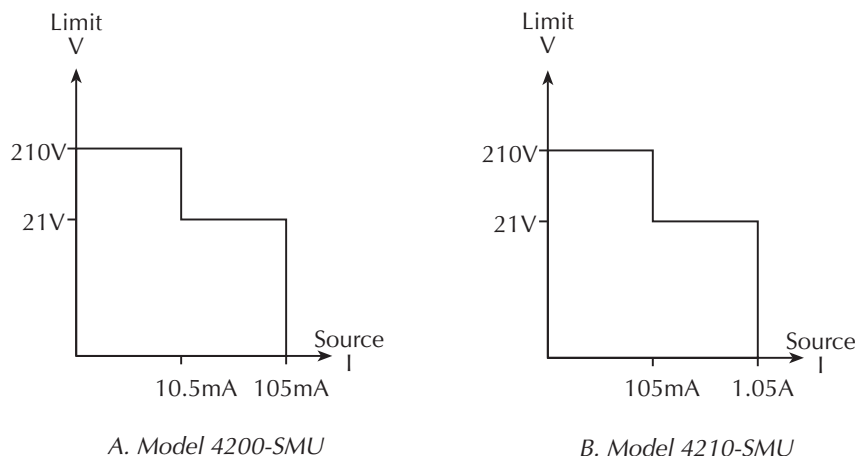 Limit
V
210V
21V
Source
I
10.5mA 105mA
A. Model 4200-SMU
Limit
V
210V
21V
Source
I
105mA 1.05A
B. Model 4210-SMU